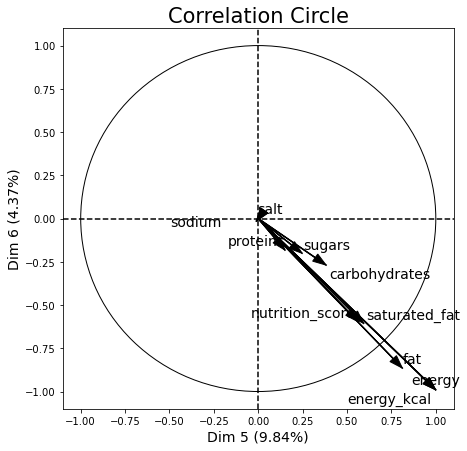 Correlation Circle
1.00
0.75
0.50
0.25
0.00
-0.25
-0.50
-0.75
-1.00
Dim 6 (4.37%)
salt
sodium
proteins
sugars
carbohydrates
nutrition_score
saturated_fat
fat
energy
energy_kcal
-1.00 -0.75 -0.50 -0.25 0.00 0.25 0.50 0.75 1.00
Dim 5 (9.84%)